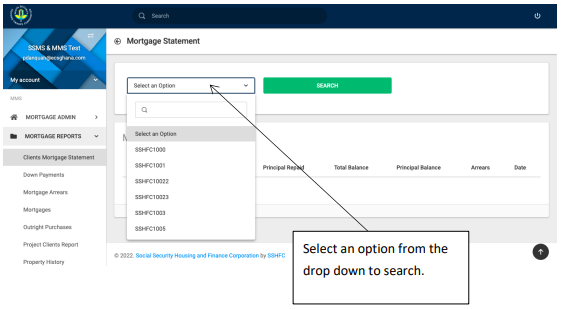 Search
SSMS & MMS Test
pdanquah@ecsghana.com
My account
MMS
MORTGAGE ADMIN
MORTGAGE REPORTS
Clients Mortgage Statement
Down Payments
Mortgage Arrears
Mortgages
Outright Purchases
Project Clients Report
Property History
Mortgage Statement
Select an Option
SEARCH
Select an Option
SSHFC1000
SSHFC1001
SSHFC10022
SSHFC10023
SSHFC1003
SSHFC1005
M
Principal Repaid Total Balance Principal Balance Arrears Date
© 2022. Social Security Housing and Finance Corporation by SSHFC
Select an option from the
drop down to search.